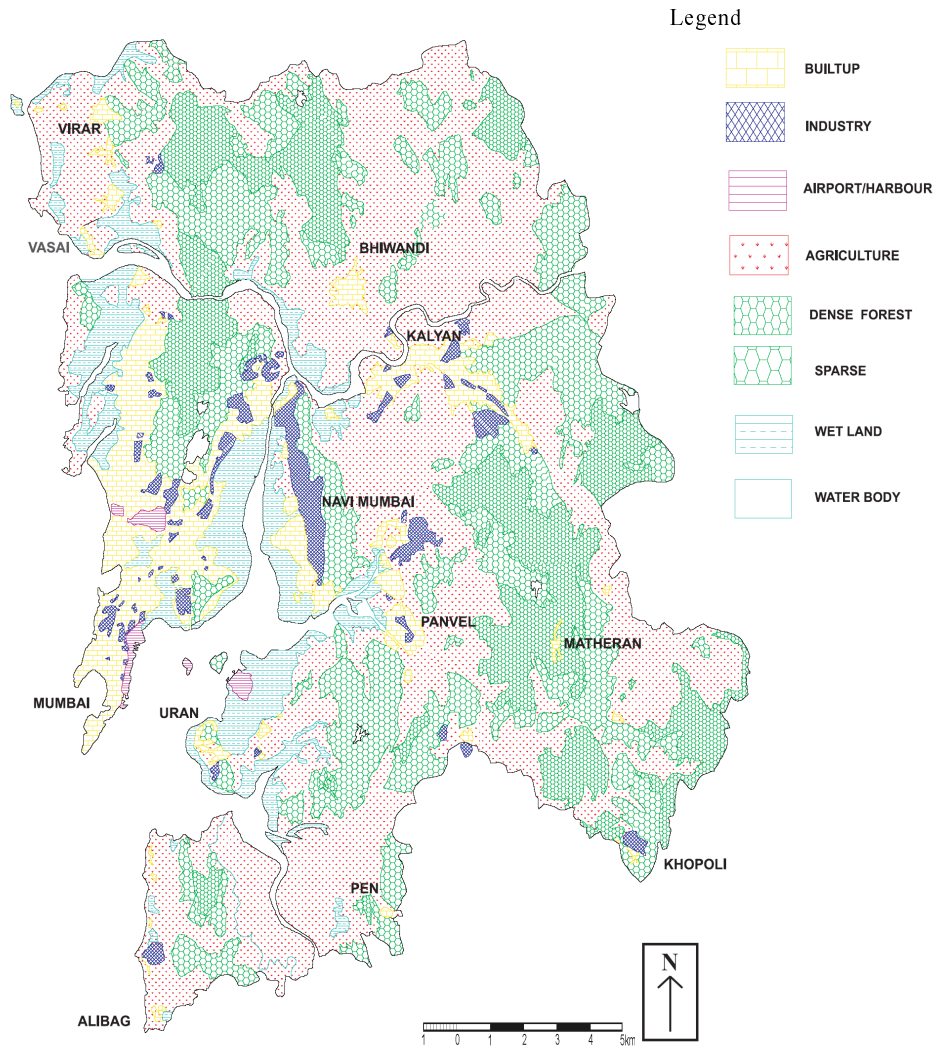 Legend
BUILTUP
INDUSTRY
AIRPORT/HARBOUR
AGRICULTURE
DENSE FOREST
SPARSE
WET LAND
WATER BODY
VIRAR
VASAI
BHIWANDI
KALYAN
NAVI MUMBAI
PANVEL
MATHERAN
MUMBAI
URAN
KHOPOLI
PEN
ALIBAG
N
1 0 1 2 3 4 5km